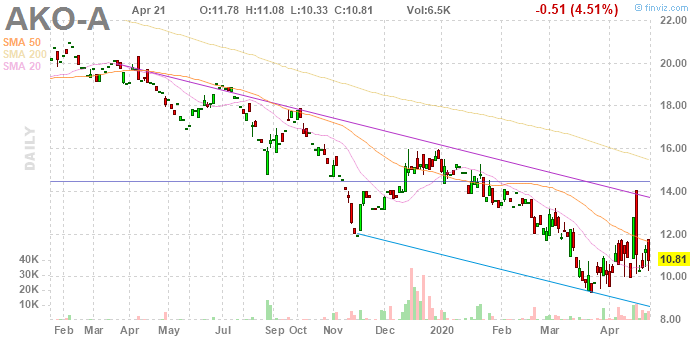 AKO-A
Apr 21 O:11.78 H:11.08 L:10.33 C:10.81 Vol:6.5K -0.51 (4.51%)
© finviz.com
SMA 50
SMA 200
SMA 20
DAILY
22.00
20.00
18.00
16.00
14.00
12.00
10.81
10.00
8.00
40K
30K
20K
10K
Feb Mar Apr May Jul Sep Oct Nov Dec 2020 Feb Mar Apr